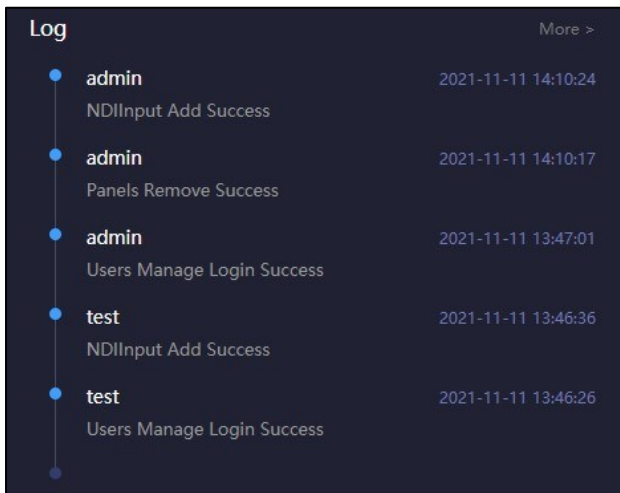 Log
More >
admin
2021-11-11 14:10:24
NDIInput Add Success
admin
2021-11-11 14:10:17
Panels Remove Success
admin
2021-11-11 13:47:01
Users Manage Login Success
test
2021-11-11 13:46:36
NDIInput Add Success
test
2021-11-11 13:46:26
Users Manage Login Success